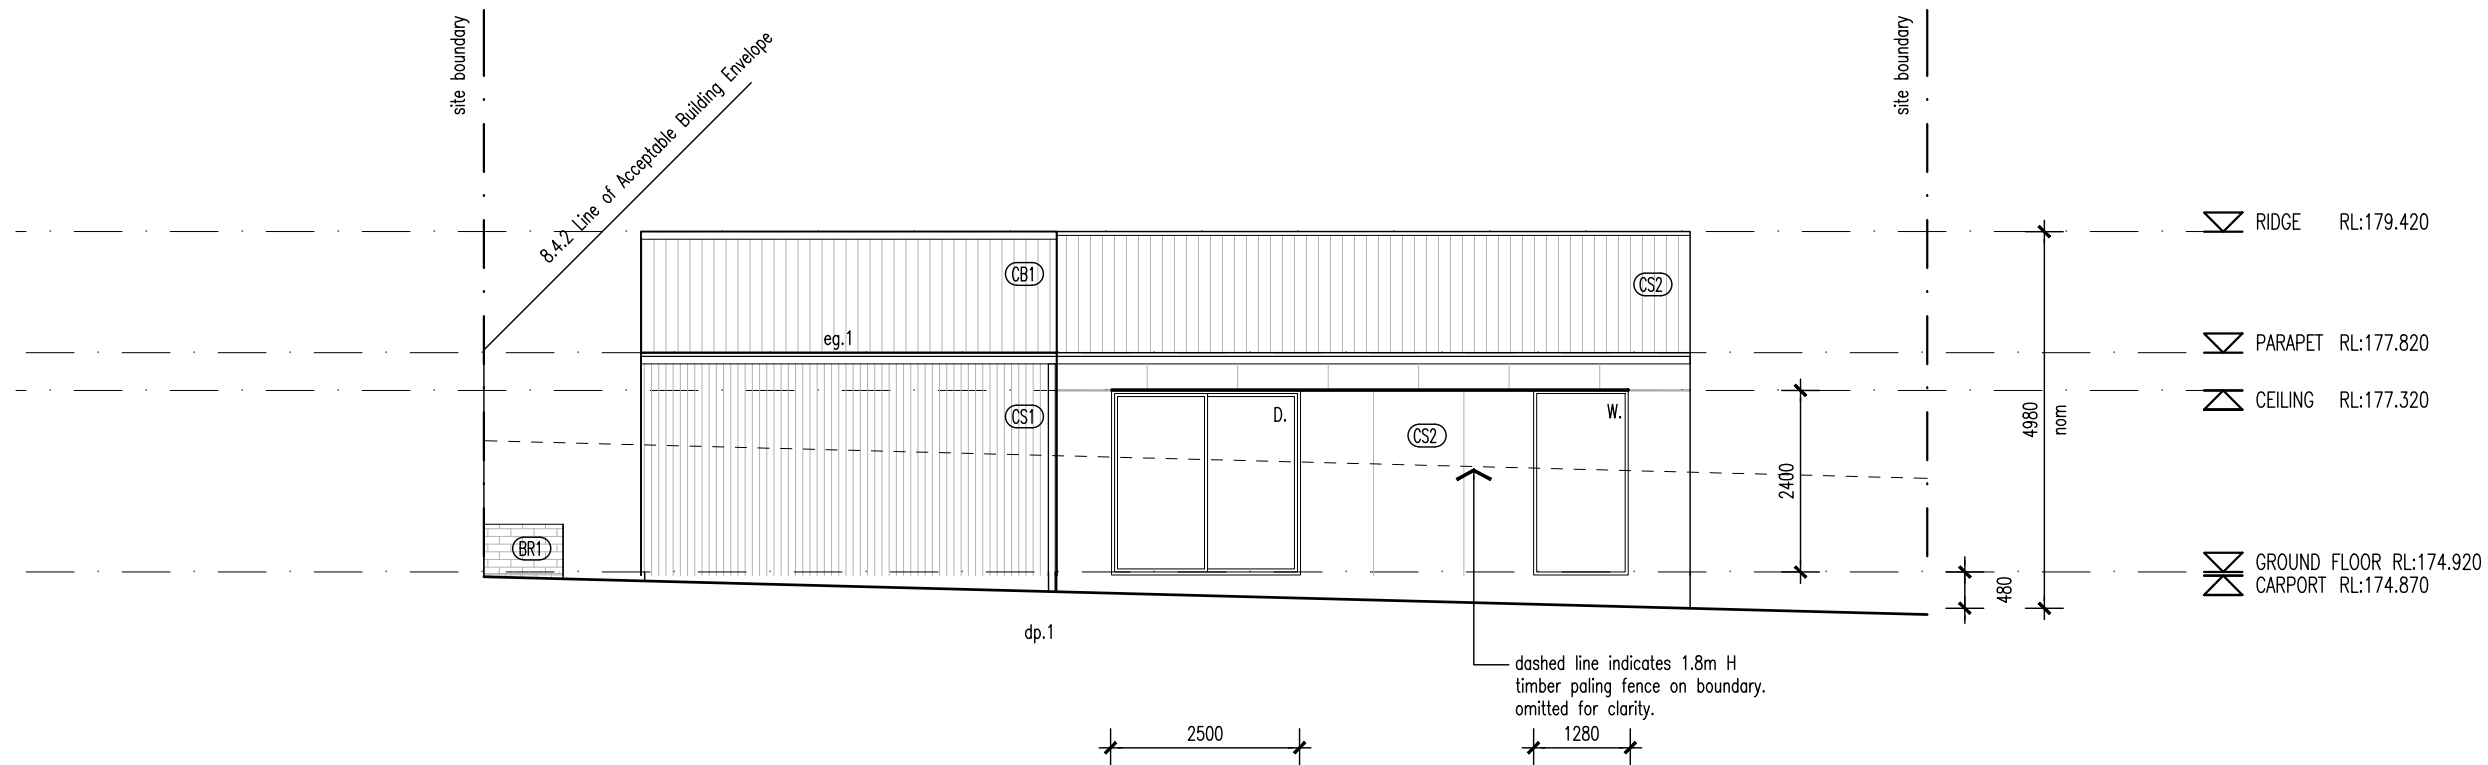 site boundary
8.4.2 Line of Acceptable Building Envelope
site boundary
RIDGE RL:179.420
CB1
CS2
eg.1
PARAPET RL:177.820
CEILING RL:177.320
CS1
D.
W.
CS2
4980
nom
2400
BR1
GROUND FLOOR RL:174.920
CARPORT RL:174.870
480
dp.1
dashed line indicates 1.8m H
timber paling fence on boundary.
omitted for clarity.
2500
1280